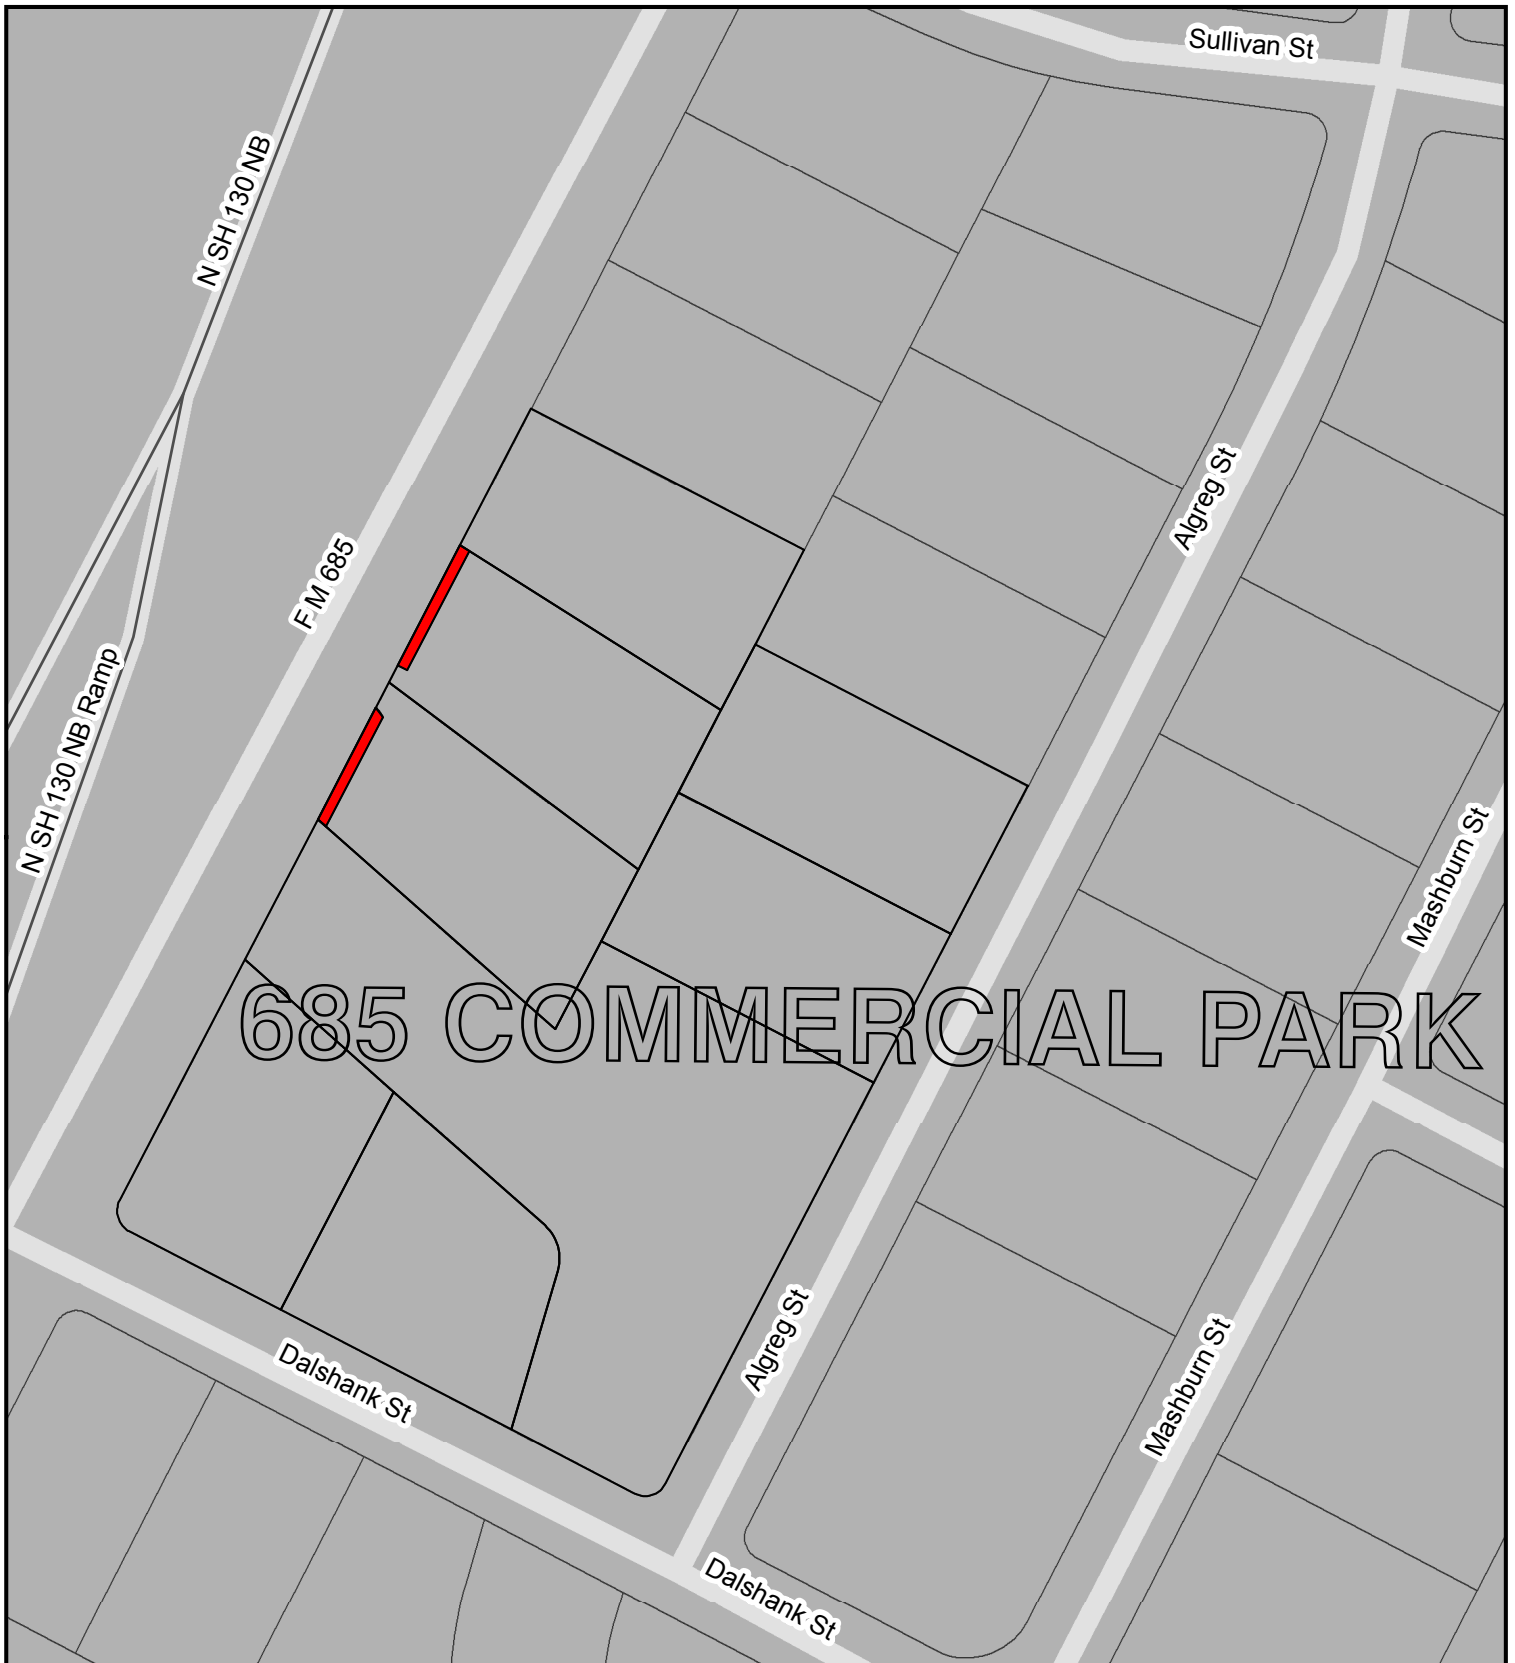 Sullivan St
N SH 130 NB
Algreg St
F M 685
N SH 130 NB Ramp
Mashburn St
685 COMMERCIAL PARK
Algreg St
Mashburn St
Dalshank St
Dalshank St